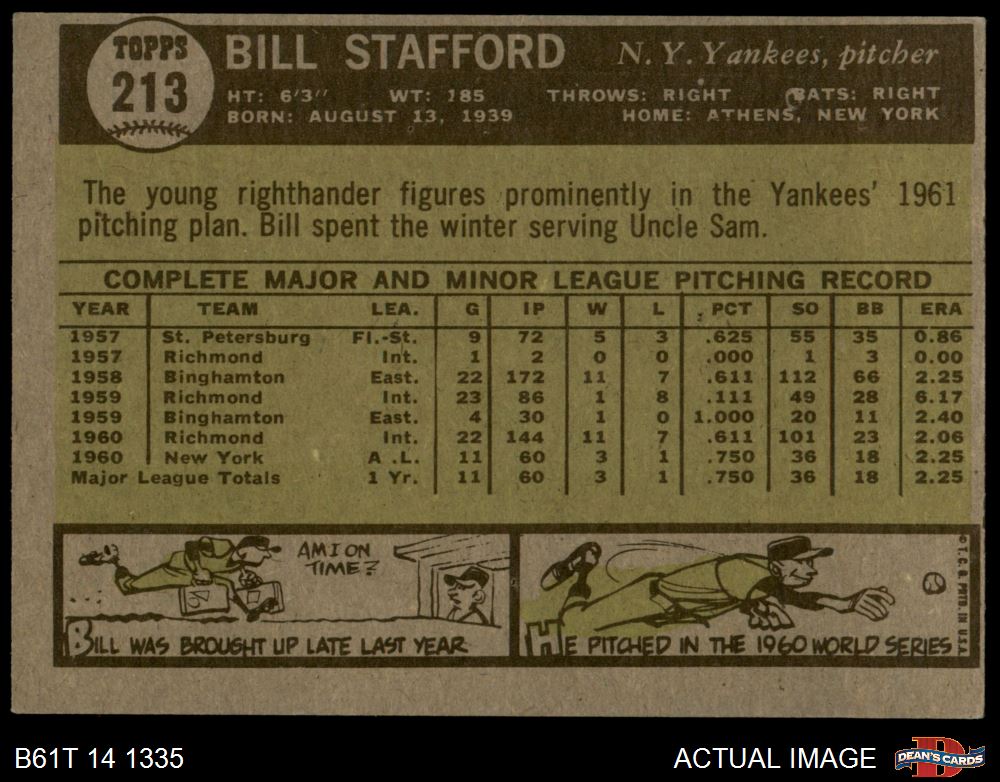 TOPPS
213
BILL STAFFORD
N. Y. Yankees, pitcher
HT: 6'3" WT: 185 THROWS: RIGHT BATS: RIGHT
BORN: AUGUST 13, 1939 HOME: ATHENS, NEW YORK
The young righthander figures prominently in the Yankees' 1961
pitching plan. Bill spent the winter serving Uncle Sam.
COMPLETE MAJOR AND MINOR LEAGUE PITCHING RECORD
YEAR TEAM LEA. G IP W L PCT SO BB ERA
1957 St. Petersburg Fl.-St. 9 72 5 3 .625 55 35 0.86
1957 Richmond Int. 1 2 0 0 .000 1 3 0.00
1958 Binghamton East. 22 172 11 7 .611 112 66 2.25
1959 Richmond Int. 23 86 1 8 .111 49 28 6.17
1959 Binghamton East. 4 30 1 0 1.000 20 11 2.40
1960 Richmond Int. 22 144 11 7 .611 101 23 2.06
1960 New York A .L. 11 60 3 1 .750 36 18 2.25
Major League Totals 1 Yr. 11 60 3 1 .750 36 18 2.25
AM I ON
TIME?
BILL WAS BROUGHT UP LATE LAST YEAR
HE PITCHED IN THE 1960 WORLD SERIES
© T. C. G. PRTD. IN U.S.A.
B61T 14 1335
ACTUAL IMAGE
DEAN'S CARDS